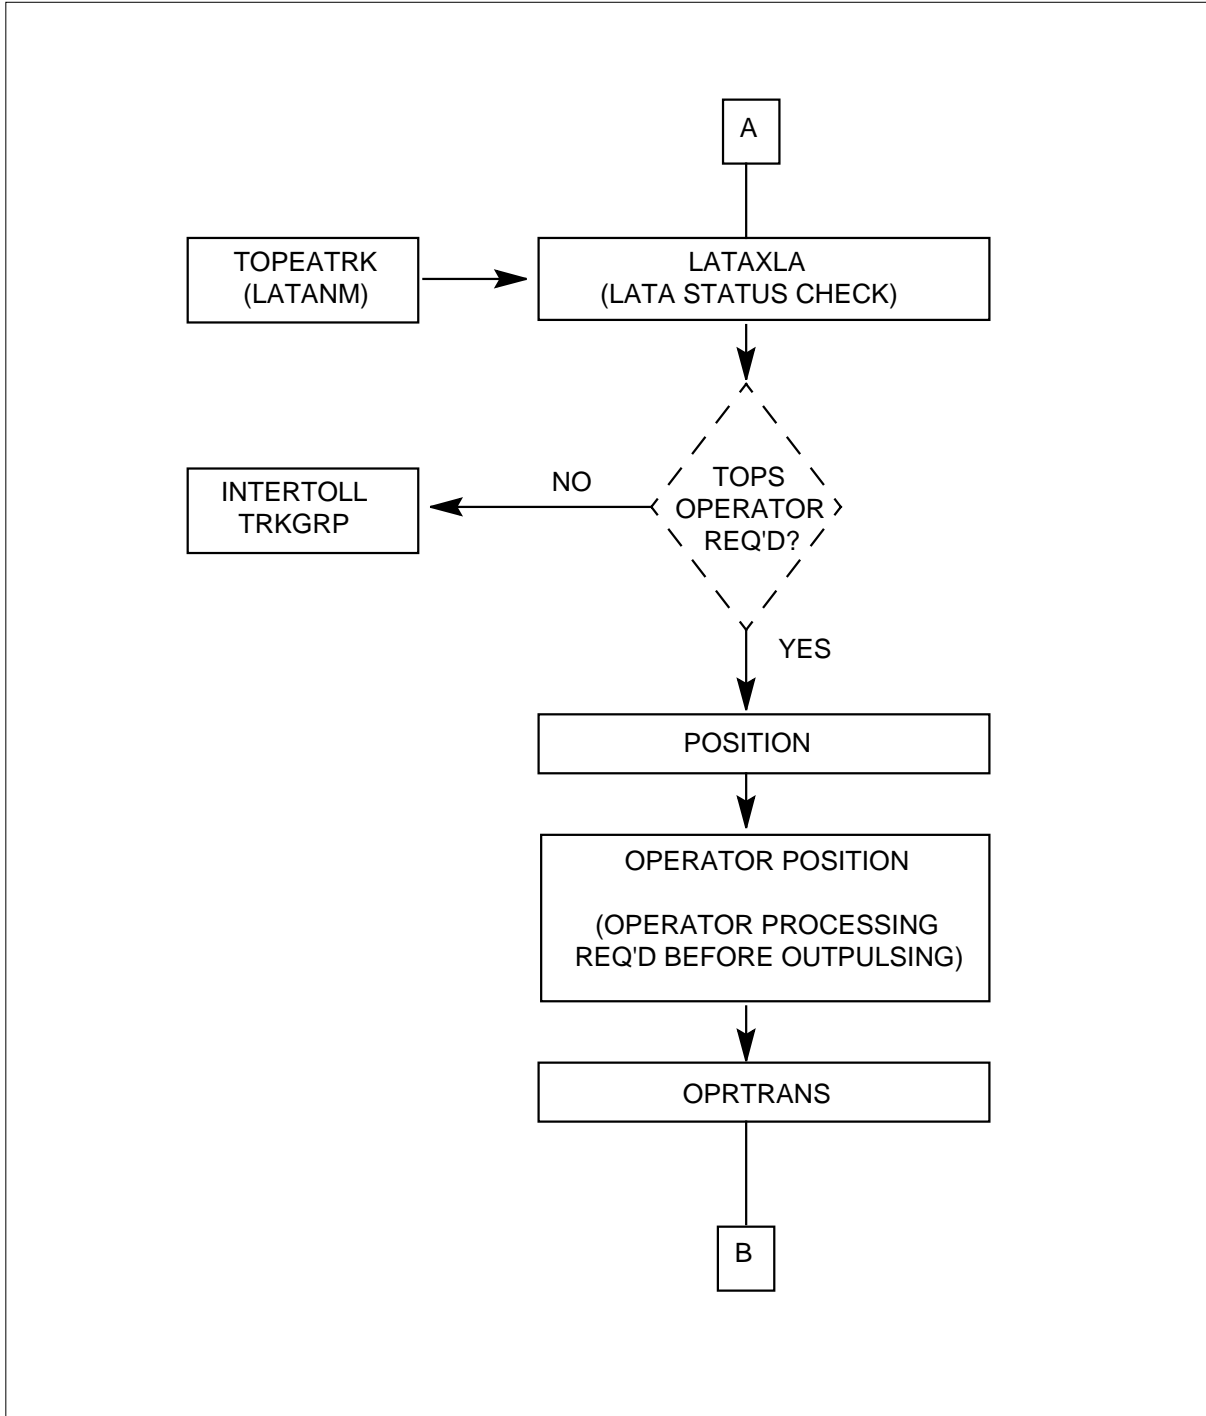 A
TOPEATRK
(LATANM)
LATAXLA
(LATA STATUS CHECK)
INTERTOLL
TRKGRP
NO
TOPS
OPERATOR
REQ'D?
YES
POSITION
OPERATOR POSITION
(OPERATOR PROCESSING
REQ'D BEFORE OUTPULSING)
OPRTRANS
B